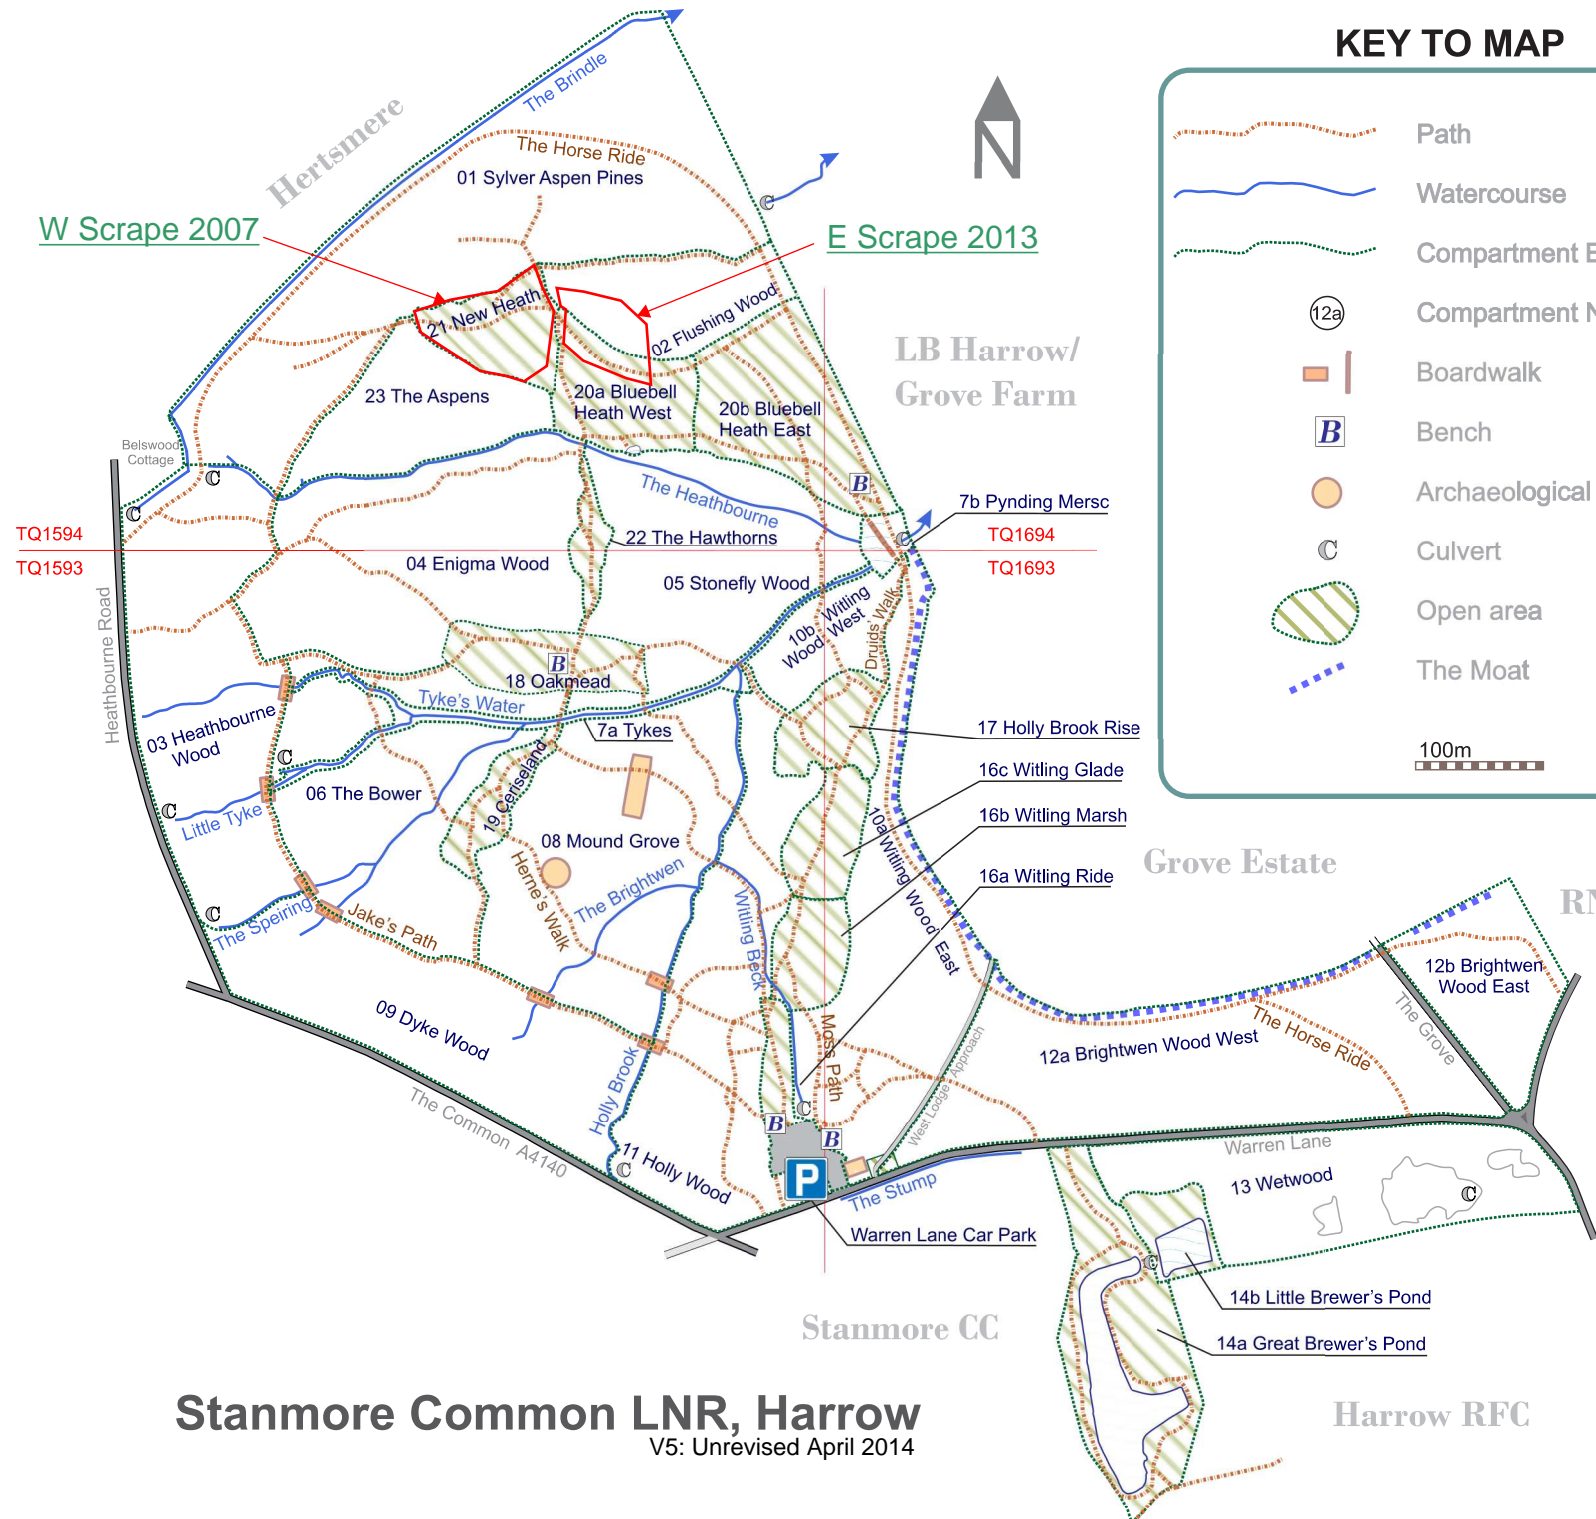 KEY TO MAP
Path
Watercourse
Compartment
12a
Compartment
Boardwalk
B
Bench
Archaeological
C
Culvert
Open area
The Moat
100m
N
The Brindle
Hertsmere
The Horse Ride
01 Sylver Aspen Pines
W Scrape 2007
E Scrape 2013
C
21 New Heath
02 Flushing Wood
LB Harrow/
Grove Farm
23 The Aspens
20a Bluebell
Heath West
20b Bluebell
Heath East
Belswood
Cottage
C
C
The Heathbourne
B
7b Pynding Mersc
C
TQ1594
TQ1593
TQ1694
TQ1693
22 The Hawthorns
04 Enigma Wood
05 Stonefly Wood
10b Witling
Wood West
Druids' Walk
Heathbourne Road
B
18 Oakmead
Tyke's Water
7a Tykes
03 Heathbourne
Wood
17 Holly Brook Rise
C
16c Witling Glade
06 The Bower
19 Ceriseland
C
Little Tyke
16b Witling Marsh
10a Witling Wood East
08 Mound Grove
Grove Estate
16a Witling Ride
Herne's Walk
The Brightwen
Witling Beck
C
The Speiring
Jake's Path
12b Brightwen
Wood East
The Grove
09 Dyke Wood
Moss Path
West Lodge Approach
12a Brightwen Wood West
The Horse Ride
Holly Brook
The Common A4140
C
B
B
Warren Lane
C
11 Holly Wood
P
The Stump
13 Wetwood
C
Warren Lane Car Park
C
14b Little Brewer's Pond
Stanmore CC
14a Great Brewer's Pond
Harrow RFC
Stanmore Common LNR, Harrow
V5: Unrevised April 2014